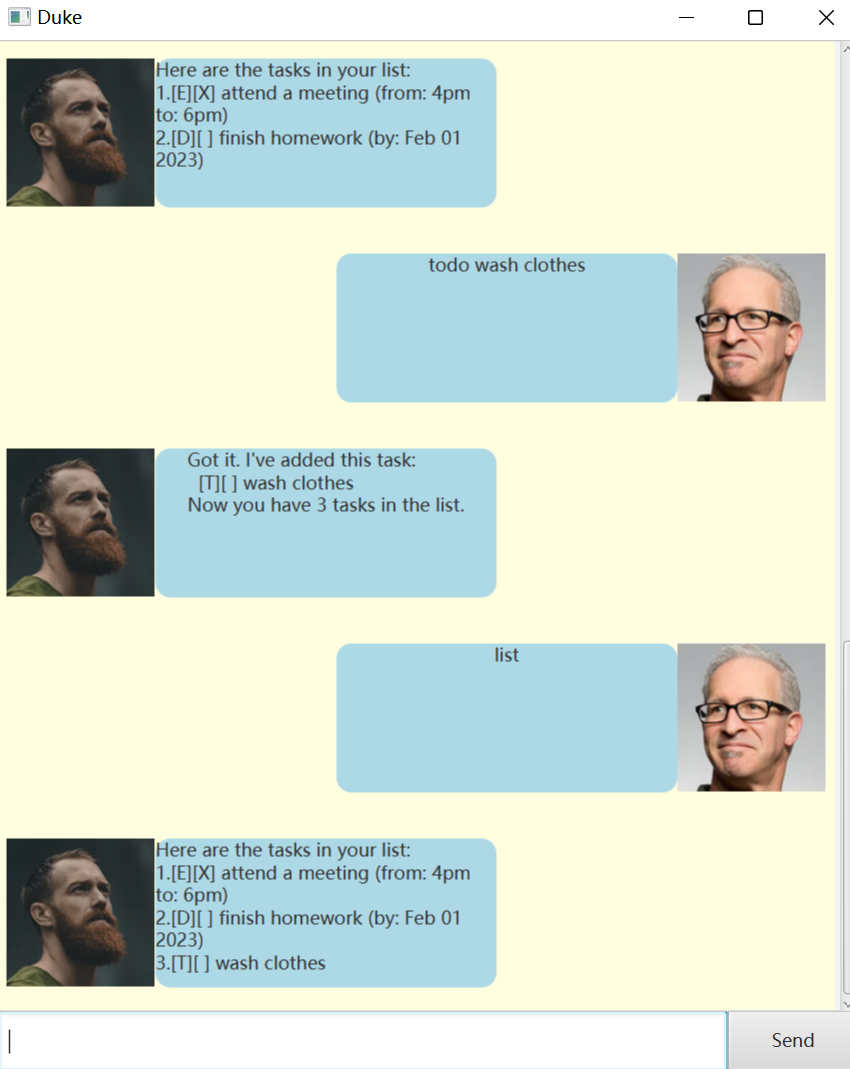 Duke
Here are the tasks in your list:
1.[E][X] attend a meeting (from: 4pm
to: 6pm)
2.[D][ ] finish homework (by: Feb 01
2023)
todo wash clothes
Got it. I've added this task:
[T][ ] wash clothes
Now you have 3 tasks in the list.
list
Here are the tasks in your list:
1.[E][X] attend a meeting (from: 4pm
to: 6pm)
2.[D][ ] finish homework (by: Feb 01
2023)
3.[T][ ] wash clothes
Send